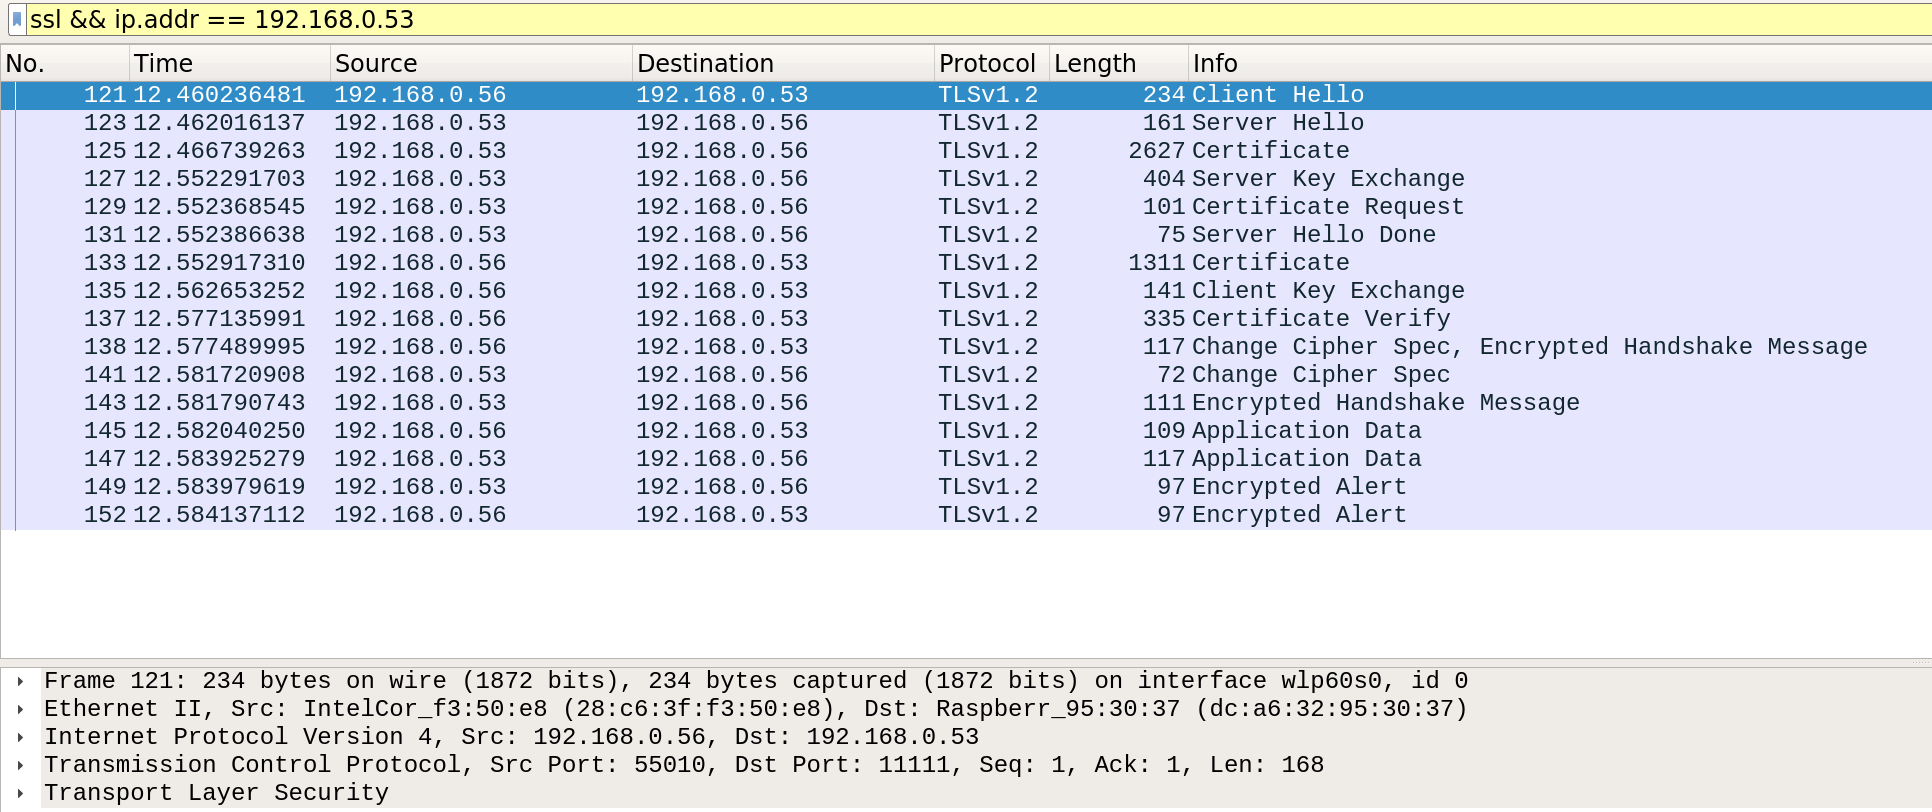 ssl && ip.addr == 192.168.0.53
No. Time Source Destination Protocol Length Info
121 12.460236481 192.168.0.56 192.168.0.53 TLSv1.2 234 Client Hello
123 12.462016137 192.168.0.53 192.168.0.56 TLSv1.2 161 Server Hello
125 12.466739263 192.168.0.53 192.168.0.56 TLSv1.2 2627 Certificate
127 12.552291703 192.168.0.53 192.168.0.56 TLSv1.2 404 Server Key Exchange
129 12.552368545 192.168.0.53 192.168.0.56 TLSv1.2 101 Certificate Request
131 12.552386638 192.168.0.53 192.168.0.56 TLSv1.2 75 Server Hello Done
133 12.552917310 192.168.0.56 192.168.0.53 TLSv1.2 1311 Certificate
135 12.562653252 192.168.0.56 192.168.0.53 TLSv1.2 141 Client Key Exchange
137 12.577135991 192.168.0.56 192.168.0.53 TLSv1.2 335 Certificate Verify
138 12.577489995 192.168.0.56 192.168.0.53 TLSv1.2 117 Change Cipher Spec, Encrypted Handshake Message
141 12.581720908 192.168.0.53 192.168.0.56 TLSv1.2 72 Change Cipher Spec
143 12.581790743 192.168.0.53 192.168.0.56 TLSv1.2 111 Encrypted Handshake Message
145 12.582040250 192.168.0.56 192.168.0.53 TLSv1.2 109 Application Data
147 12.583925279 192.168.0.53 192.168.0.56 TLSv1.2 117 Application Data
149 12.583979619 192.168.0.53 192.168.0.56 TLSv1.2 97 Encrypted Alert
152 12.584137112 192.168.0.56 192.168.0.53 TLSv1.2 97 Encrypted Alert
Frame 121: 234 bytes on wire (1872 bits), 234 bytes captured (1872 bits) on interface wlp60s0, id 0
Ethernet II, Src: IntelCor_f3:50:e8 (28:c6:3f:f3:50:e8), Dst: Raspberr_95:30:37 (dc:a6:32:95:30:37)
Internet Protocol Version 4, Src: 192.168.0.56, Dst: 192.168.0.53
Transmission Control Protocol, Src Port: 55010, Dst Port: 11111, Seq: 1, Ack: 1, Len: 168
Transport Layer Security